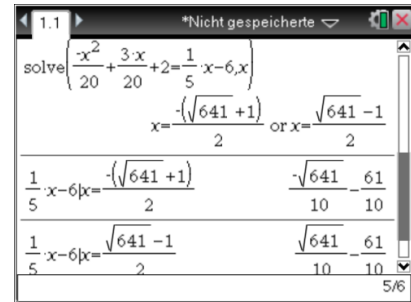 1.1 *Nicht gespeicherte
solve(-x²/20+3·x/20+2=1/5·x-6,x)
x=-(√641+1)/2 or x=(√641-1)/2
1/5·x-6|x=-(√641+1)/2 -√641/10-61/10
1/5·x-6|x=(√641-1)/2 √641/10-61/10
5/6